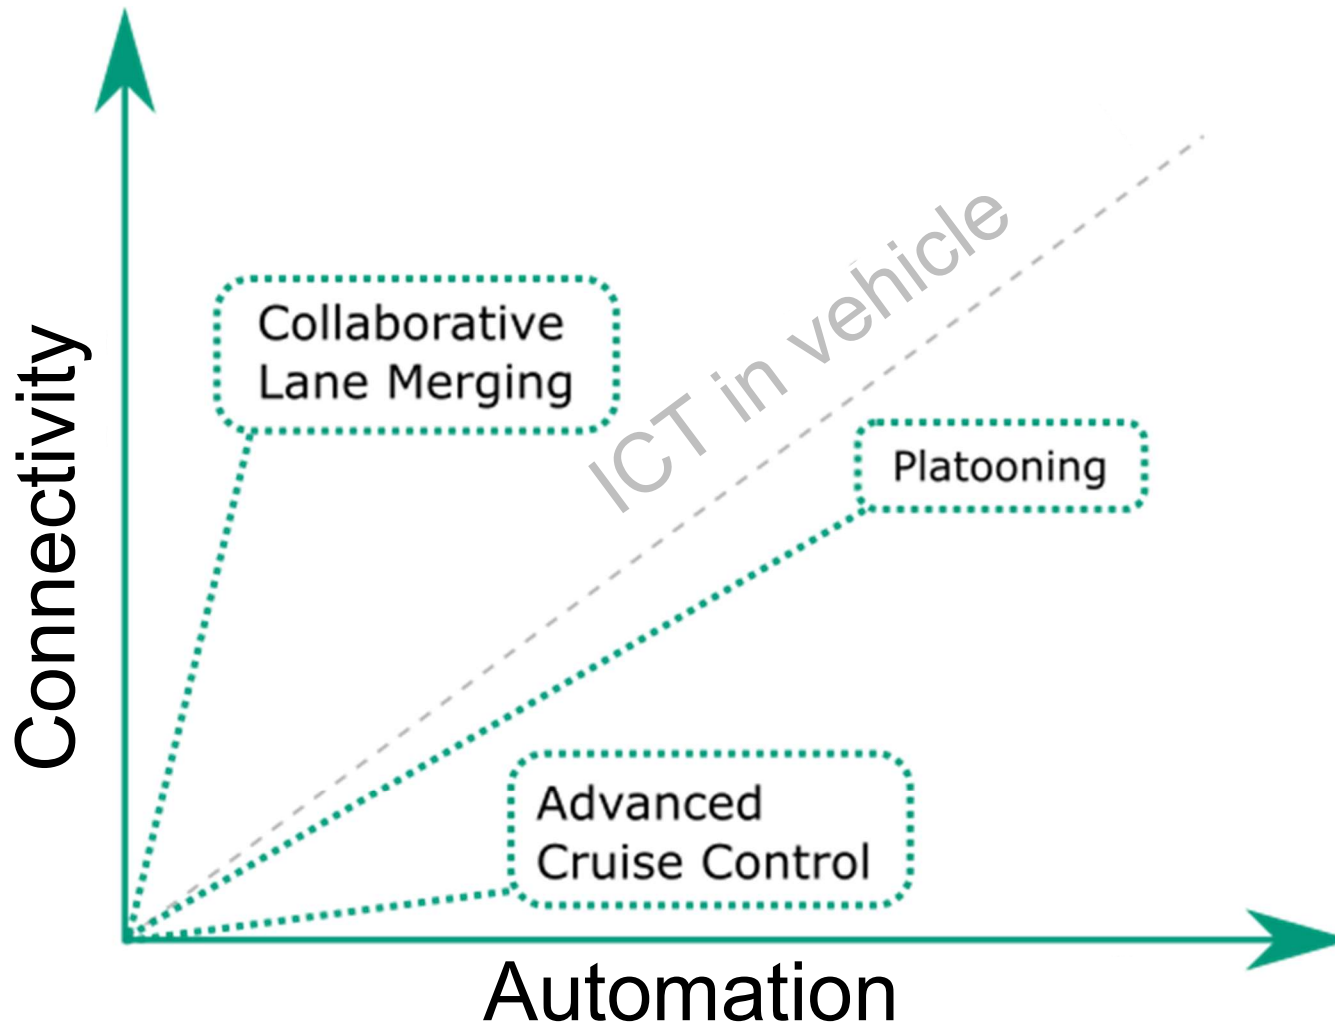 Connectivity
Collaborative
Lane Merging
ICT in vehicle
Platooning
Advanced
Cruise Control
Automation